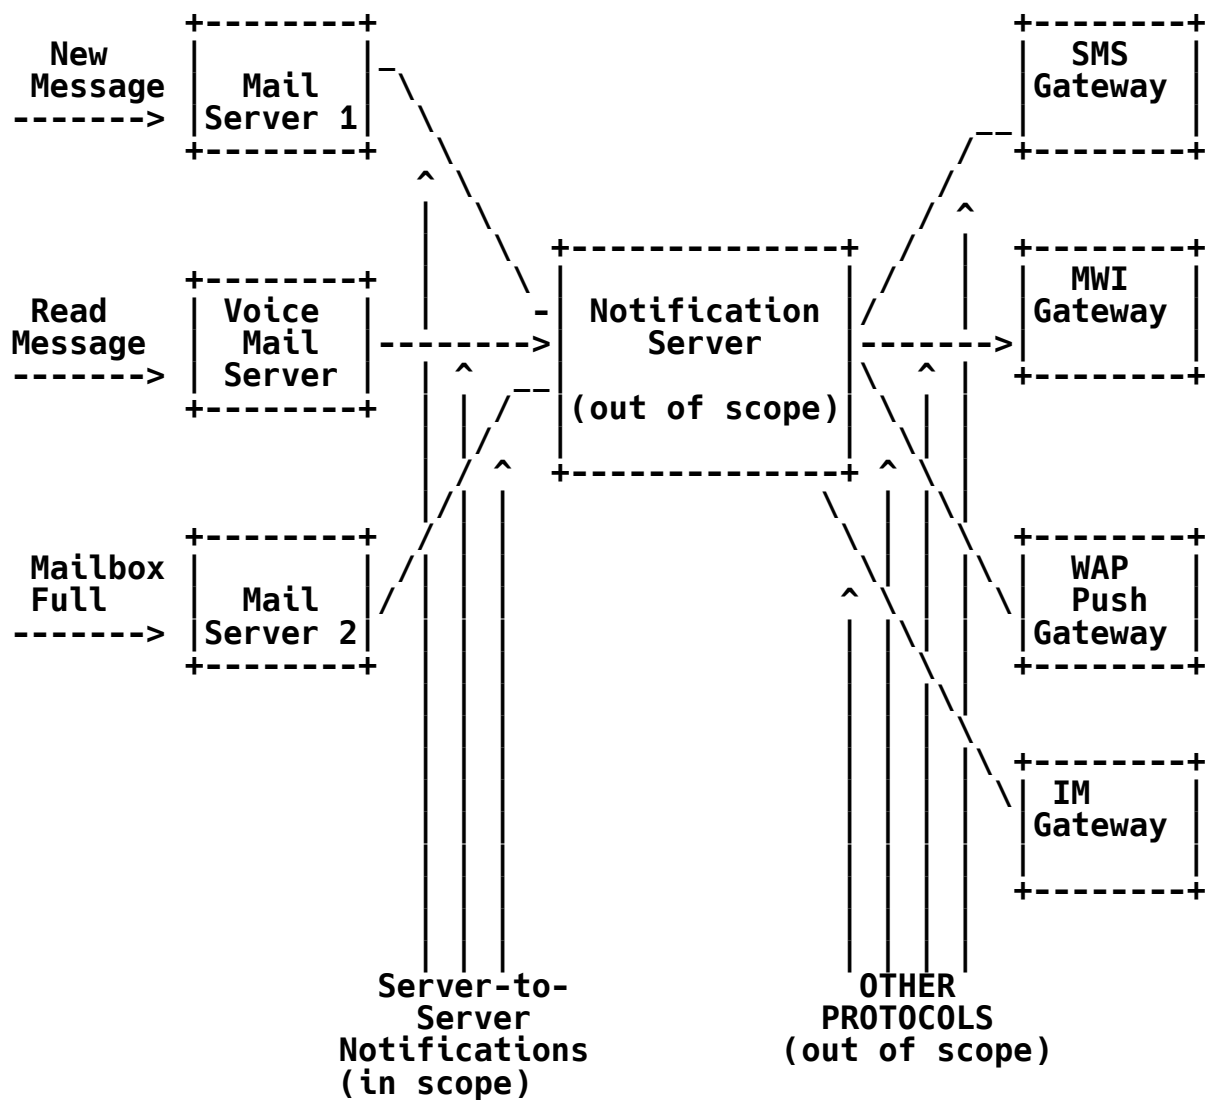 New
Message
Mail
Server 1
SMS
Gateway
Read
Message
Voice
Mail
Server
Notification
Server
(out of scope)
MWI
Gateway
Mailbox
Full
Mail
Server 2
WAP
Push
Gateway
IM
Gateway
Server-to-
Server
Notifications
(in scope)
OTHER
PROTOCOLS
(out of scope)